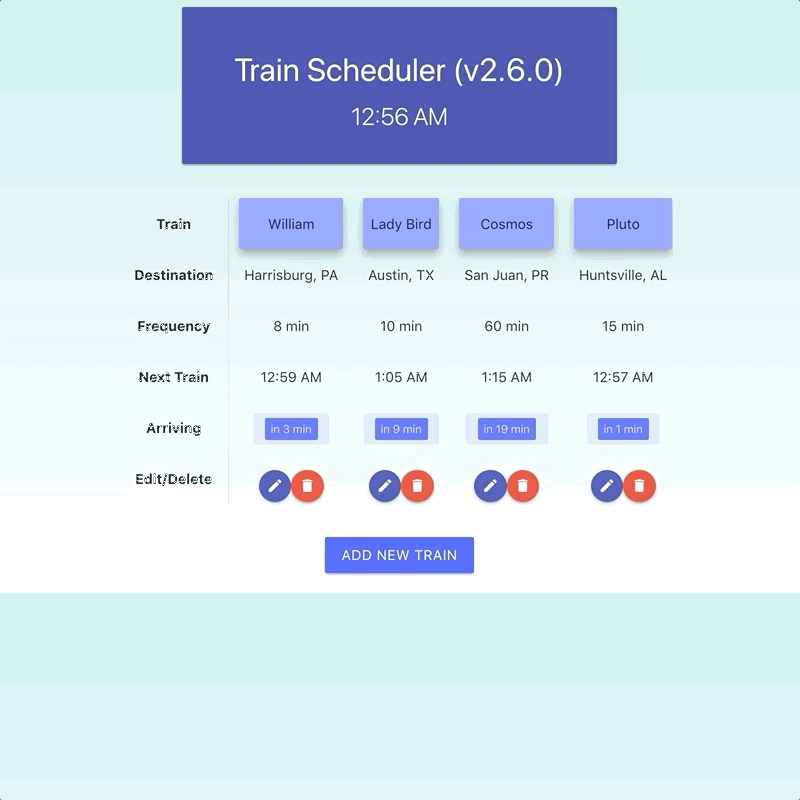 Train Scheduler (v2.6.0)
12:56 AM
Train William Lady Bird Cosmos Pluto
Destination Harrisburg, PA Austin, TX San Juan, PR Huntsville, AL
Frequency 8 min 10 min 60 min 15 min
Next Train 12:59 AM 1:05 AM 1:15 AM 12:57 AM
Arriving in 3 min in 9 min in 19 min in 1 min
Edit/Delete
ADD NEW TRAIN